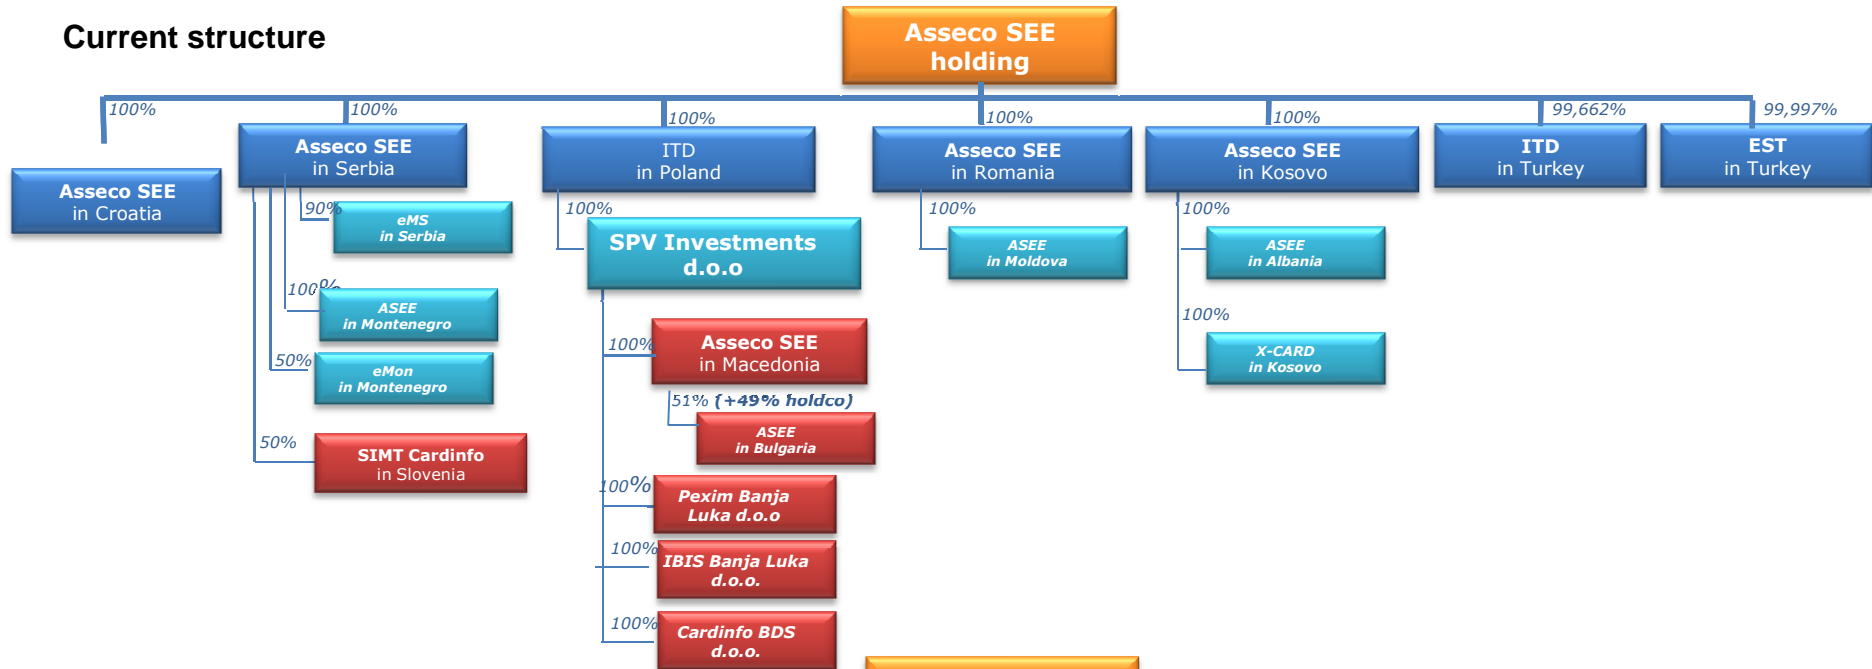 Current structure
Asseco SEE
holding
100%
100%
100%
100%
100%
99,662%
99,997%
Asseco SEE
in Croatia
Asseco SEE
in Serbia
ITD
in Poland
Asseco SEE
in Romania
Asseco SEE
in Kosovo
ITD
in Turkey
EST
in Turkey
90%
eMS
in Serbia
100%
ASEE
in Montenegro
50%
eMon
in Montenegro
50%
SIMT Cardinfo
in Slovenia
100%
SPV Investments
d.o.o
100%
Asseco SEE
in Macedonia
51% (+49% holdco)
ASEE
in Bulgaria
100%
Pexim Banja
Luka d.o.o
100%
IBIS Banja Luka
d.o.o.
100%
Cardinfo BDS
d.o.o.
100%
ASEE
in Moldova
100%
ASEE
in Albania
100%
X-CARD
in Kosovo